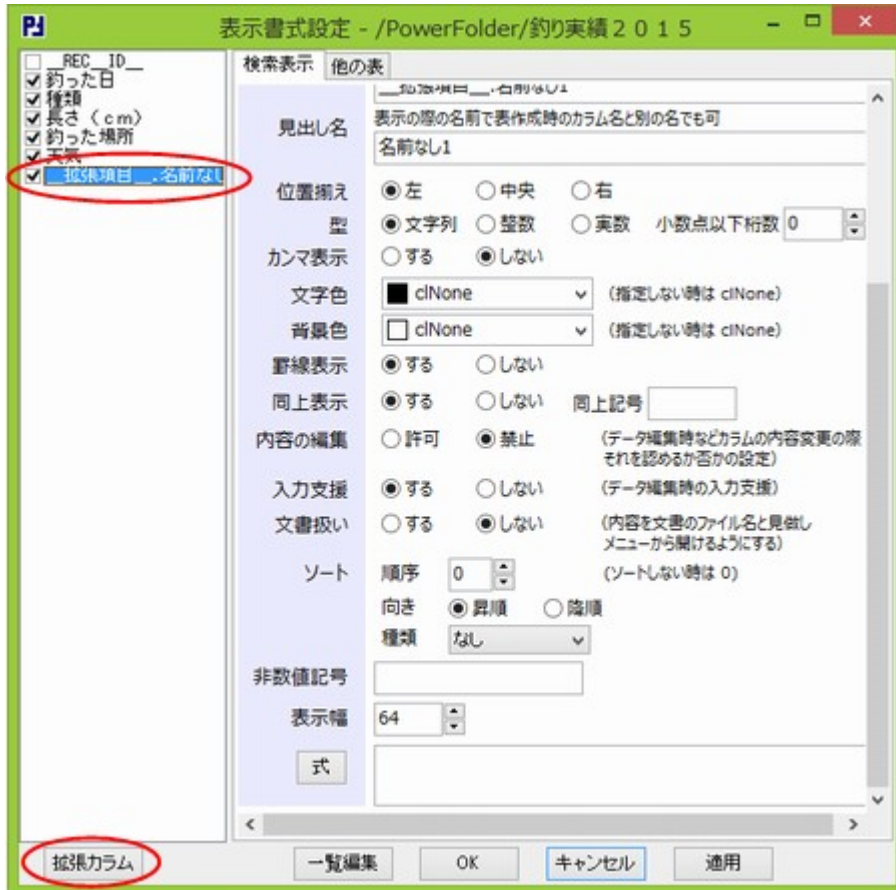 表示書式設定 - /PowerFolder/釣り実績2015
__REC__ID__
釣った日
種類
長さ（cm）
釣った場所
天気
__拡張項目__.名前なし
検索表示 他の表
__拡張項目__.名前なし1
見出し名 表示の際の名前で表作成時のカラム名と別の名でも可
名前なし1
位置揃え 左 中央 右
型 文字列 整数 実数 小数点以下桁数 0
カンマ表示 する しない
文字色 clNone (指定しない時は clNone)
背景色 clNone (指定しない時は clNone)
罫線表示 する しない
同上表示 する しない 同上記号
内容の編集 許可 禁止 (データ編集時などカラムの内容変更の際
それを認めるか否かの設定)
入力支援 する しない (データ編集時の入力支援)
文書扱い する しない (内容を文書のファイル名と見做し
メニューから開けるようにする)
ソート 順序 0 (ソートしない時は 0)
向き 昇順 降順
種類 なし
非数値記号
表示幅 64
式
拡張カラム 一覧編集 OK キャンセル 適用